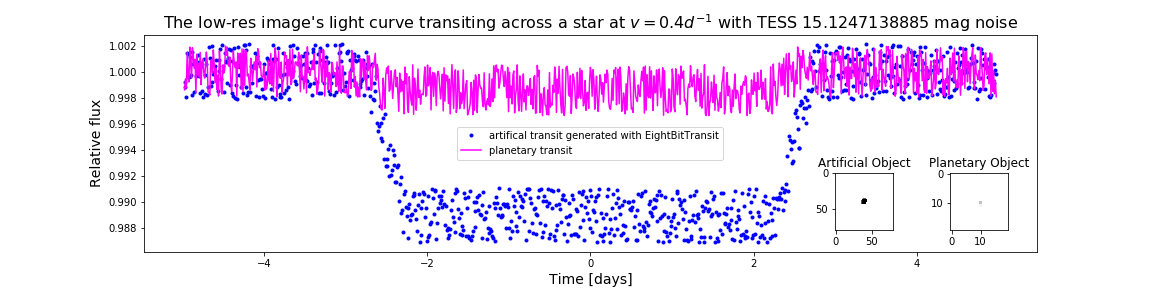 The low-res image's light curve transiting across a star at v = 0.4d⁻¹ with TESS 15.1247138885 mag noise
Relative flux
1.002
1.000
0.998
0.996
0.994
0.992
0.990
0.988
artifical transit generated with EightBitTransit
planetary transit
Artificial Object
0
50
0 50
Planetary Object
0
10
0 10
−4 −2 0 2 4
Time [days]